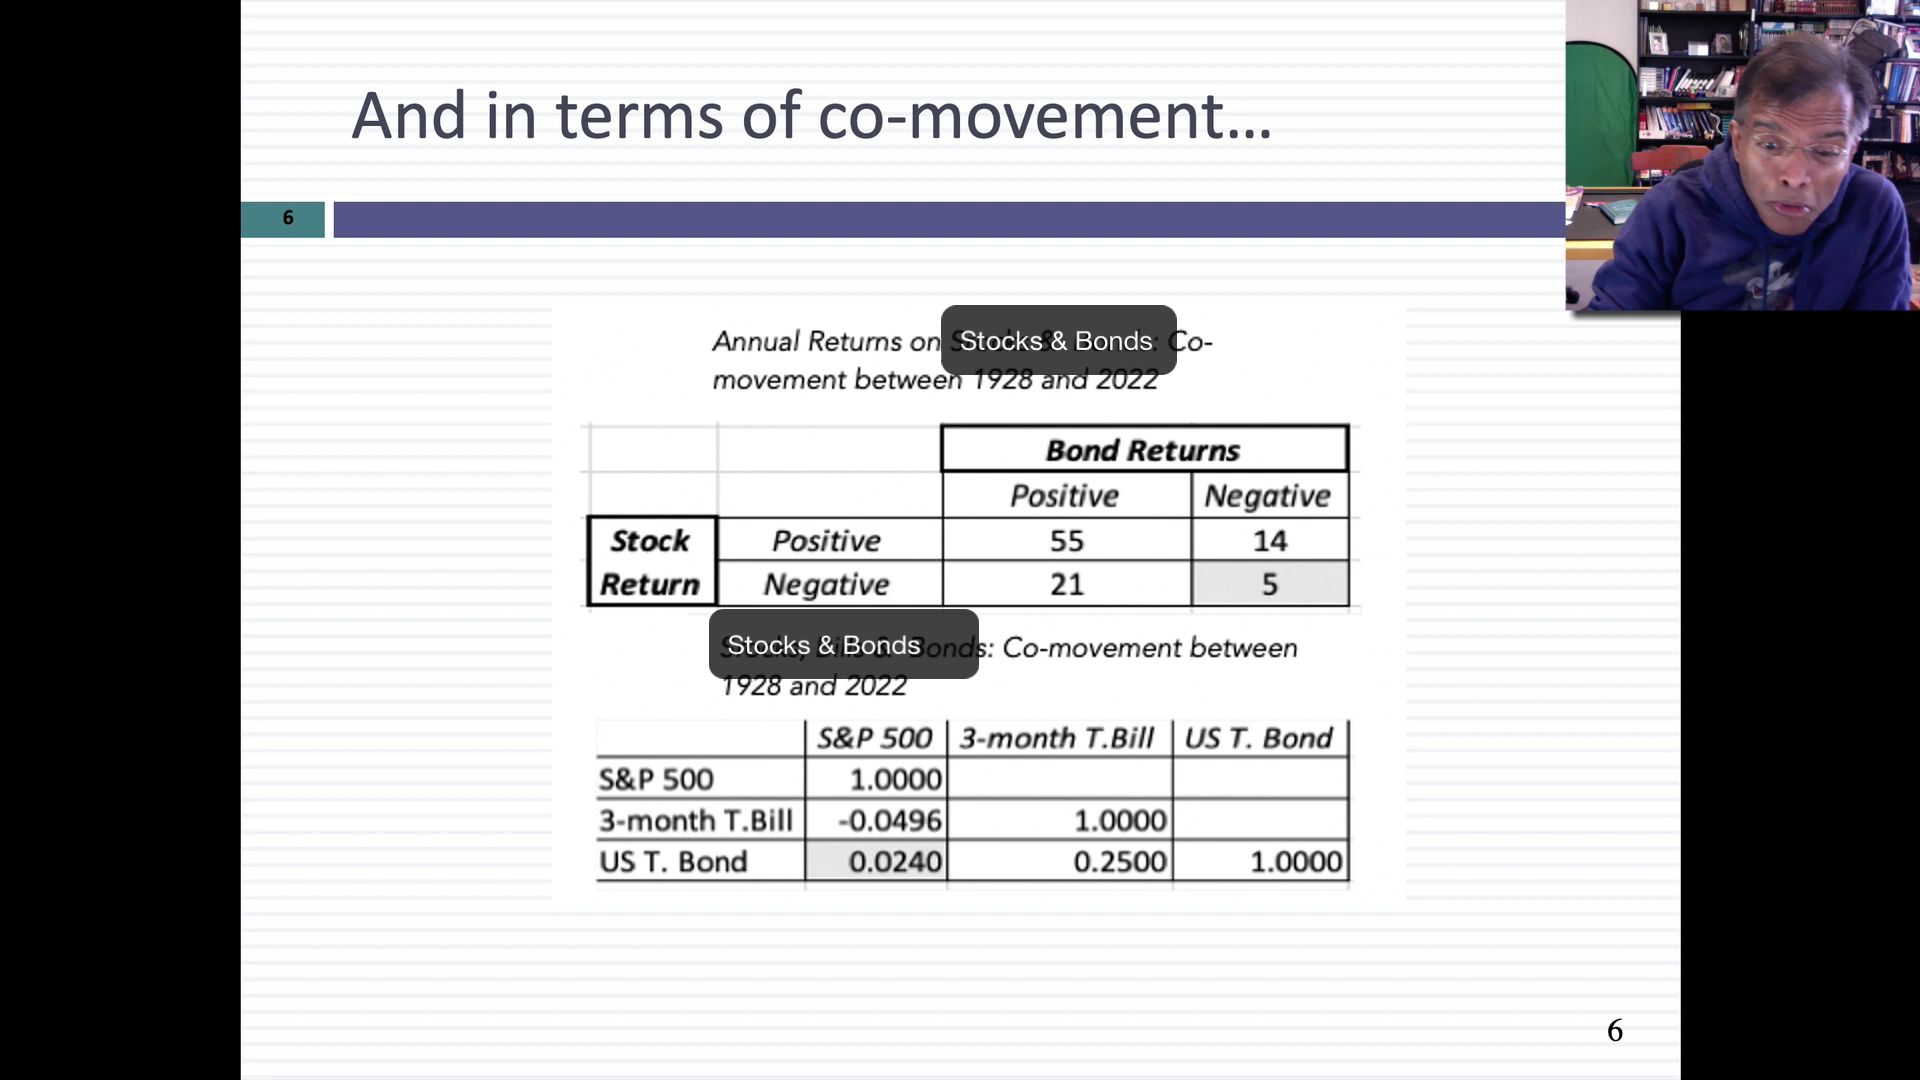 And in terms of co-movement...
6
Annual Returns on Stocks & Bonds: Co-
movement between 1928 and 2022
Bond Returns
Positive Negative
Stock Positive 55 14
Return Negative 21 5
Stocks & Bonds Bonds: Co-movement between
1928 and 2022
S&P 500 3-month T.Bill US T. Bond
S&P 500 1.0000
3-month T.Bill -0.0496 1.0000
US T. Bond 0.0240 0.2500 1.0000
6